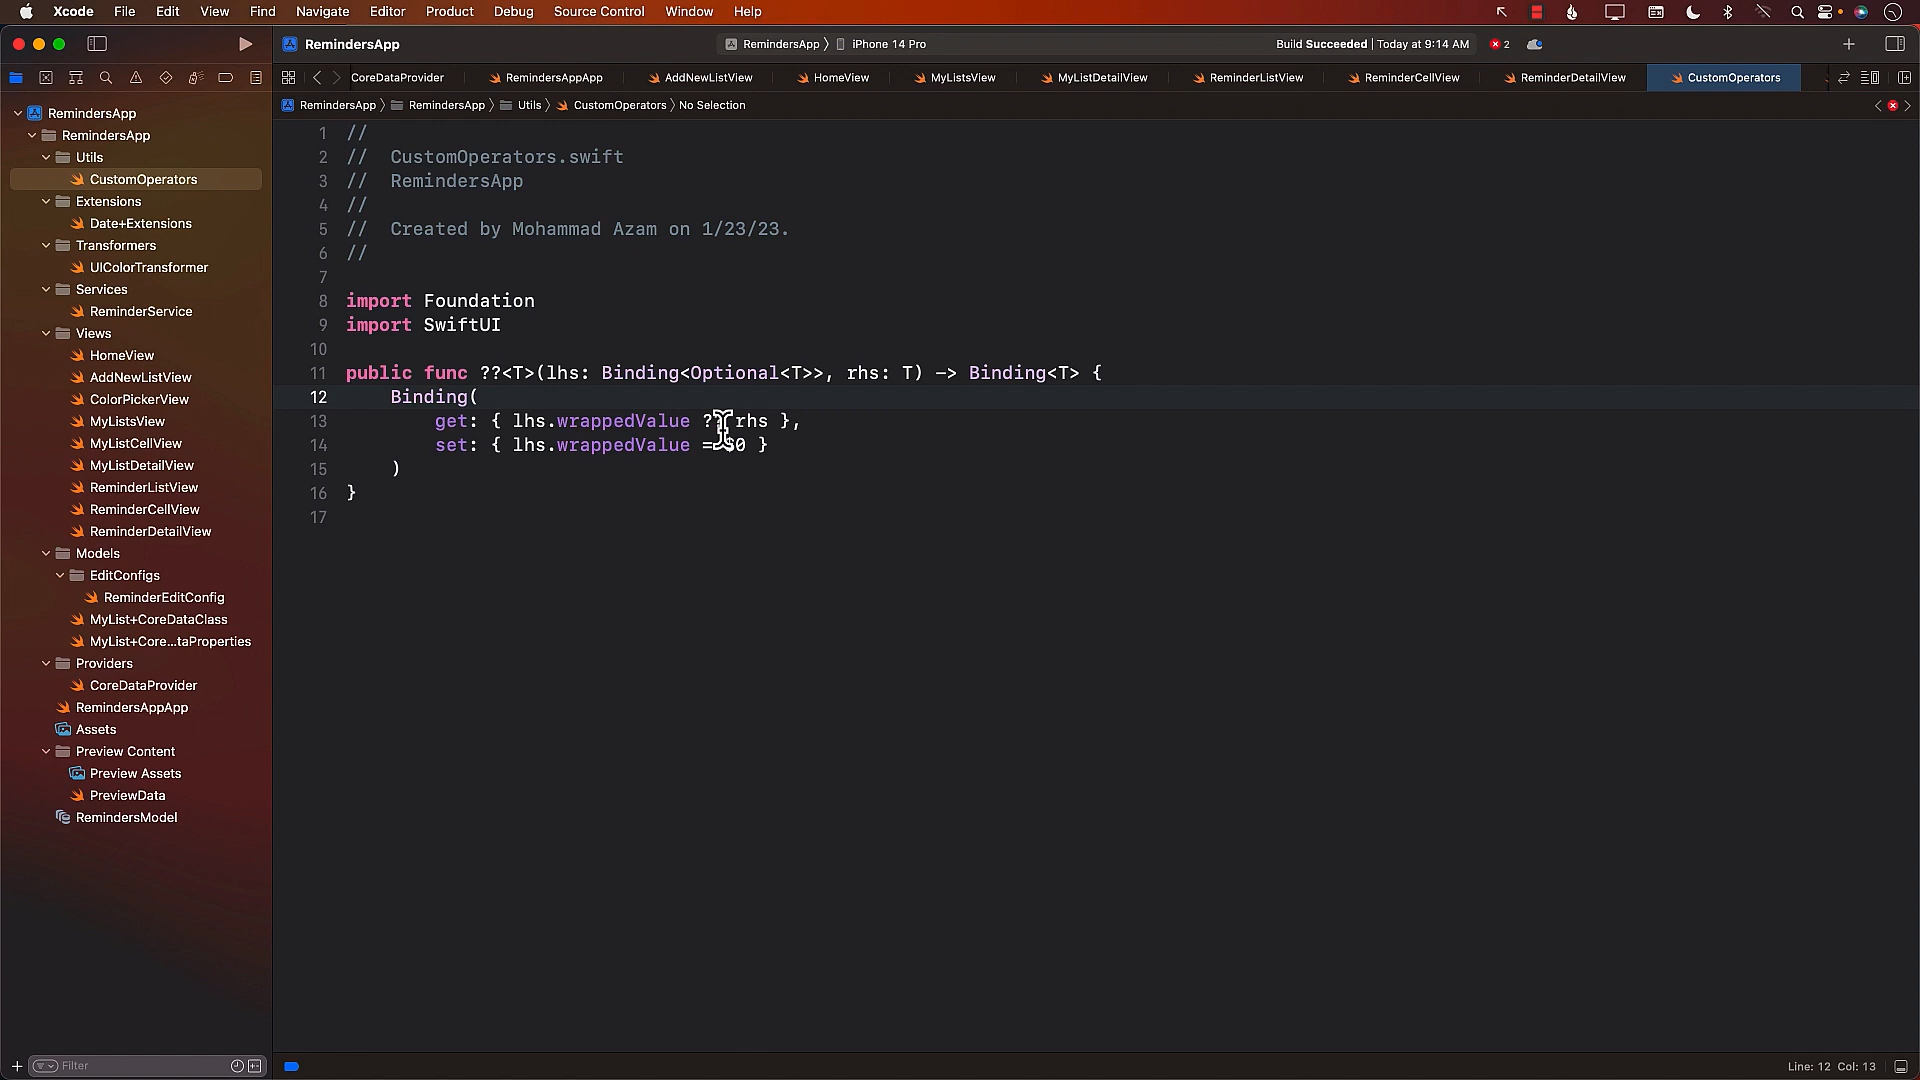 Xcode File Edit View Find Navigate Editor Product Debug Source Control Window Help
RemindersApp
RemindersApp iPhone 14 Pro
Build Succeeded | Today at 9:14 AM
2
CoreDataProvider RemindersAppApp AddNewListView HomeView MyListsView MyListDetailView ReminderListView ReminderCellView ReminderDetailView CustomOperators
RemindersApp RemindersApp Utils CustomOperators No Selection
RemindersApp
RemindersApp
Utils
CustomOperators
Extensions
Date+Extensions
Transformers
UIColorTransformer
Services
ReminderService
Views
HomeView
AddNewListView
ColorPickerView
MyListsView
MyListCellView
MyListDetailView
ReminderListView
ReminderCellView
ReminderDetailView
Models
EditConfigs
ReminderEditConfig
MyList+CoreDataClass
MyList+Core...taProperties
Providers
CoreDataProvider
RemindersAppApp
Assets
Preview Content
Preview Assets
PreviewData
RemindersModel
Filter
1 //
2 // CustomOperators.swift
3 // RemindersApp
4 //
5 // Created by Mohammad Azam on 1/23/23.
6 //
7
8 import Foundation
9 import SwiftUI
10
11 public func ??<T>(lhs: Binding<Optional<T>>, rhs: T) -> Binding<T> {
12 Binding(
13 get: { lhs.wrappedValue ?? rhs },
14 set: { lhs.wrappedValue = $0 }
15 )
16 }
17
Line: 12 Col: 13